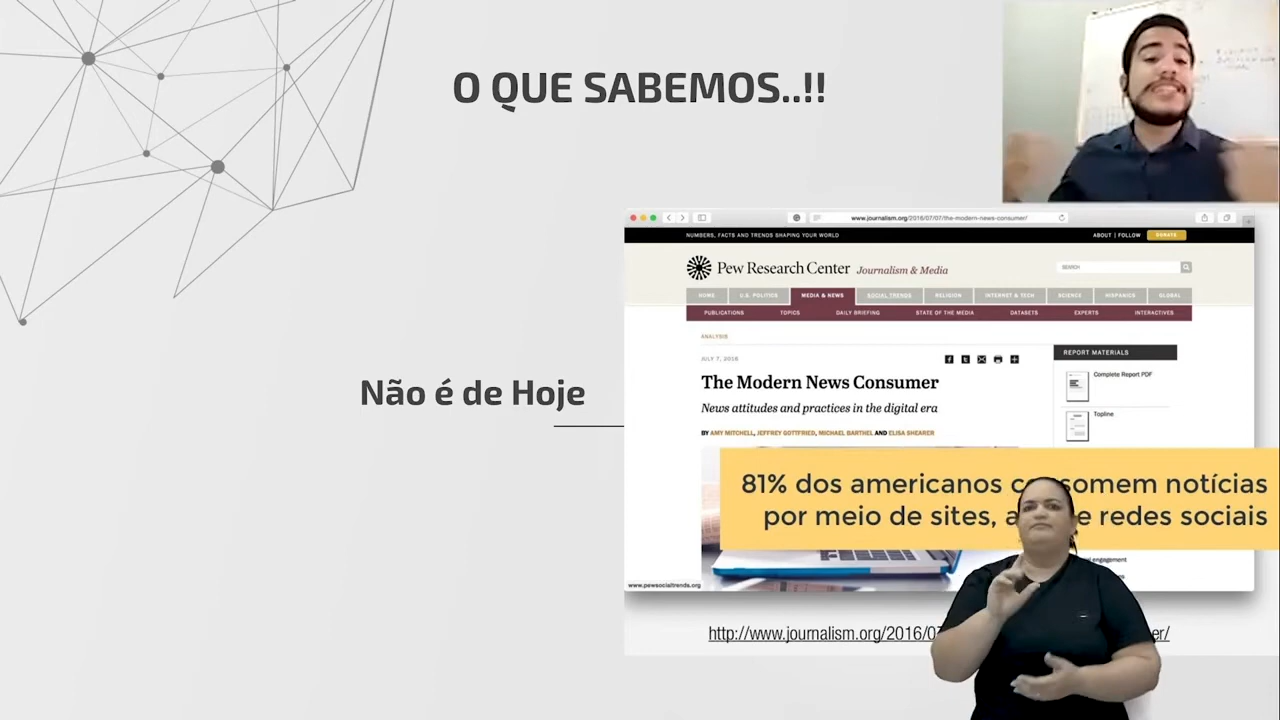 O QUE SABEMOS..!!
Não é de Hoje
www.journalism.org/2016/07/07/the-modern-news-consumer/
NUMBERS, FACTS AND TRENDS SHAPING YOUR WORLD
ABOUT | FOLLOW
DONATE
Pew Research Center Journalism & Media
SEARCH
HOME U.S. POLITICS MEDIA & NEWS SOCIAL TRENDS RELIGION INTERNET & TECH SCIENCE HISPANICS GLOBAL
PUBLICATIONS TOPICS DAILY BRIEFING STATE OF THE MEDIA DATASETS EXPERTS INTERACTIVES
ANALYSIS
JULY 7, 2016
REPORT MATERIALS
The Modern News Consumer
Complete Report PDF
News attitudes and practices in the digital era
Topline
BY AMY MITCHELL, JEFFREY GOTTFRIED, MICHAEL BARTHEL AND ELISA SHEARER
81% dos americanos consomem notícias
por meio de sites, e redes sociais
engagement
www.pewsocialtrends.org
http://www.journalism.org/2016/07 er/